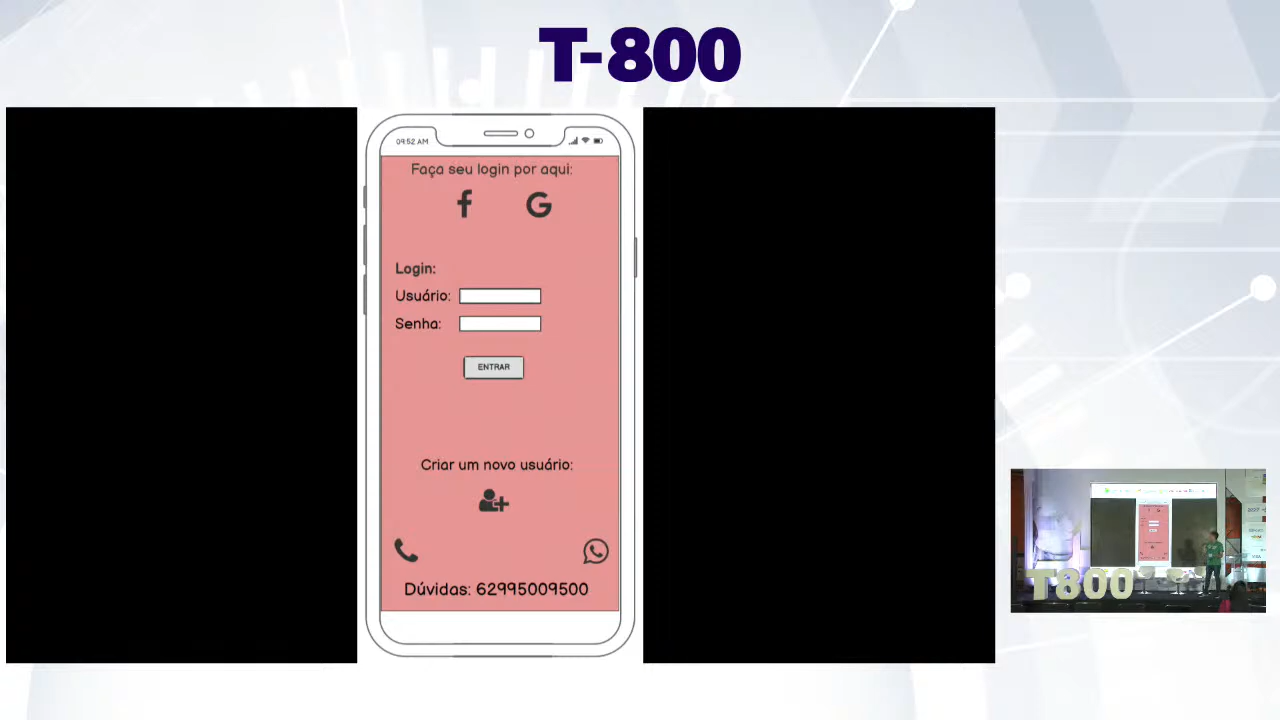 T-800
09:52 AM
Faça seu login por aqui:
Login:
Usuário:
Senha:
ENTRAR
Criar um novo usuário:
Dúvidas: 62995009500
T800